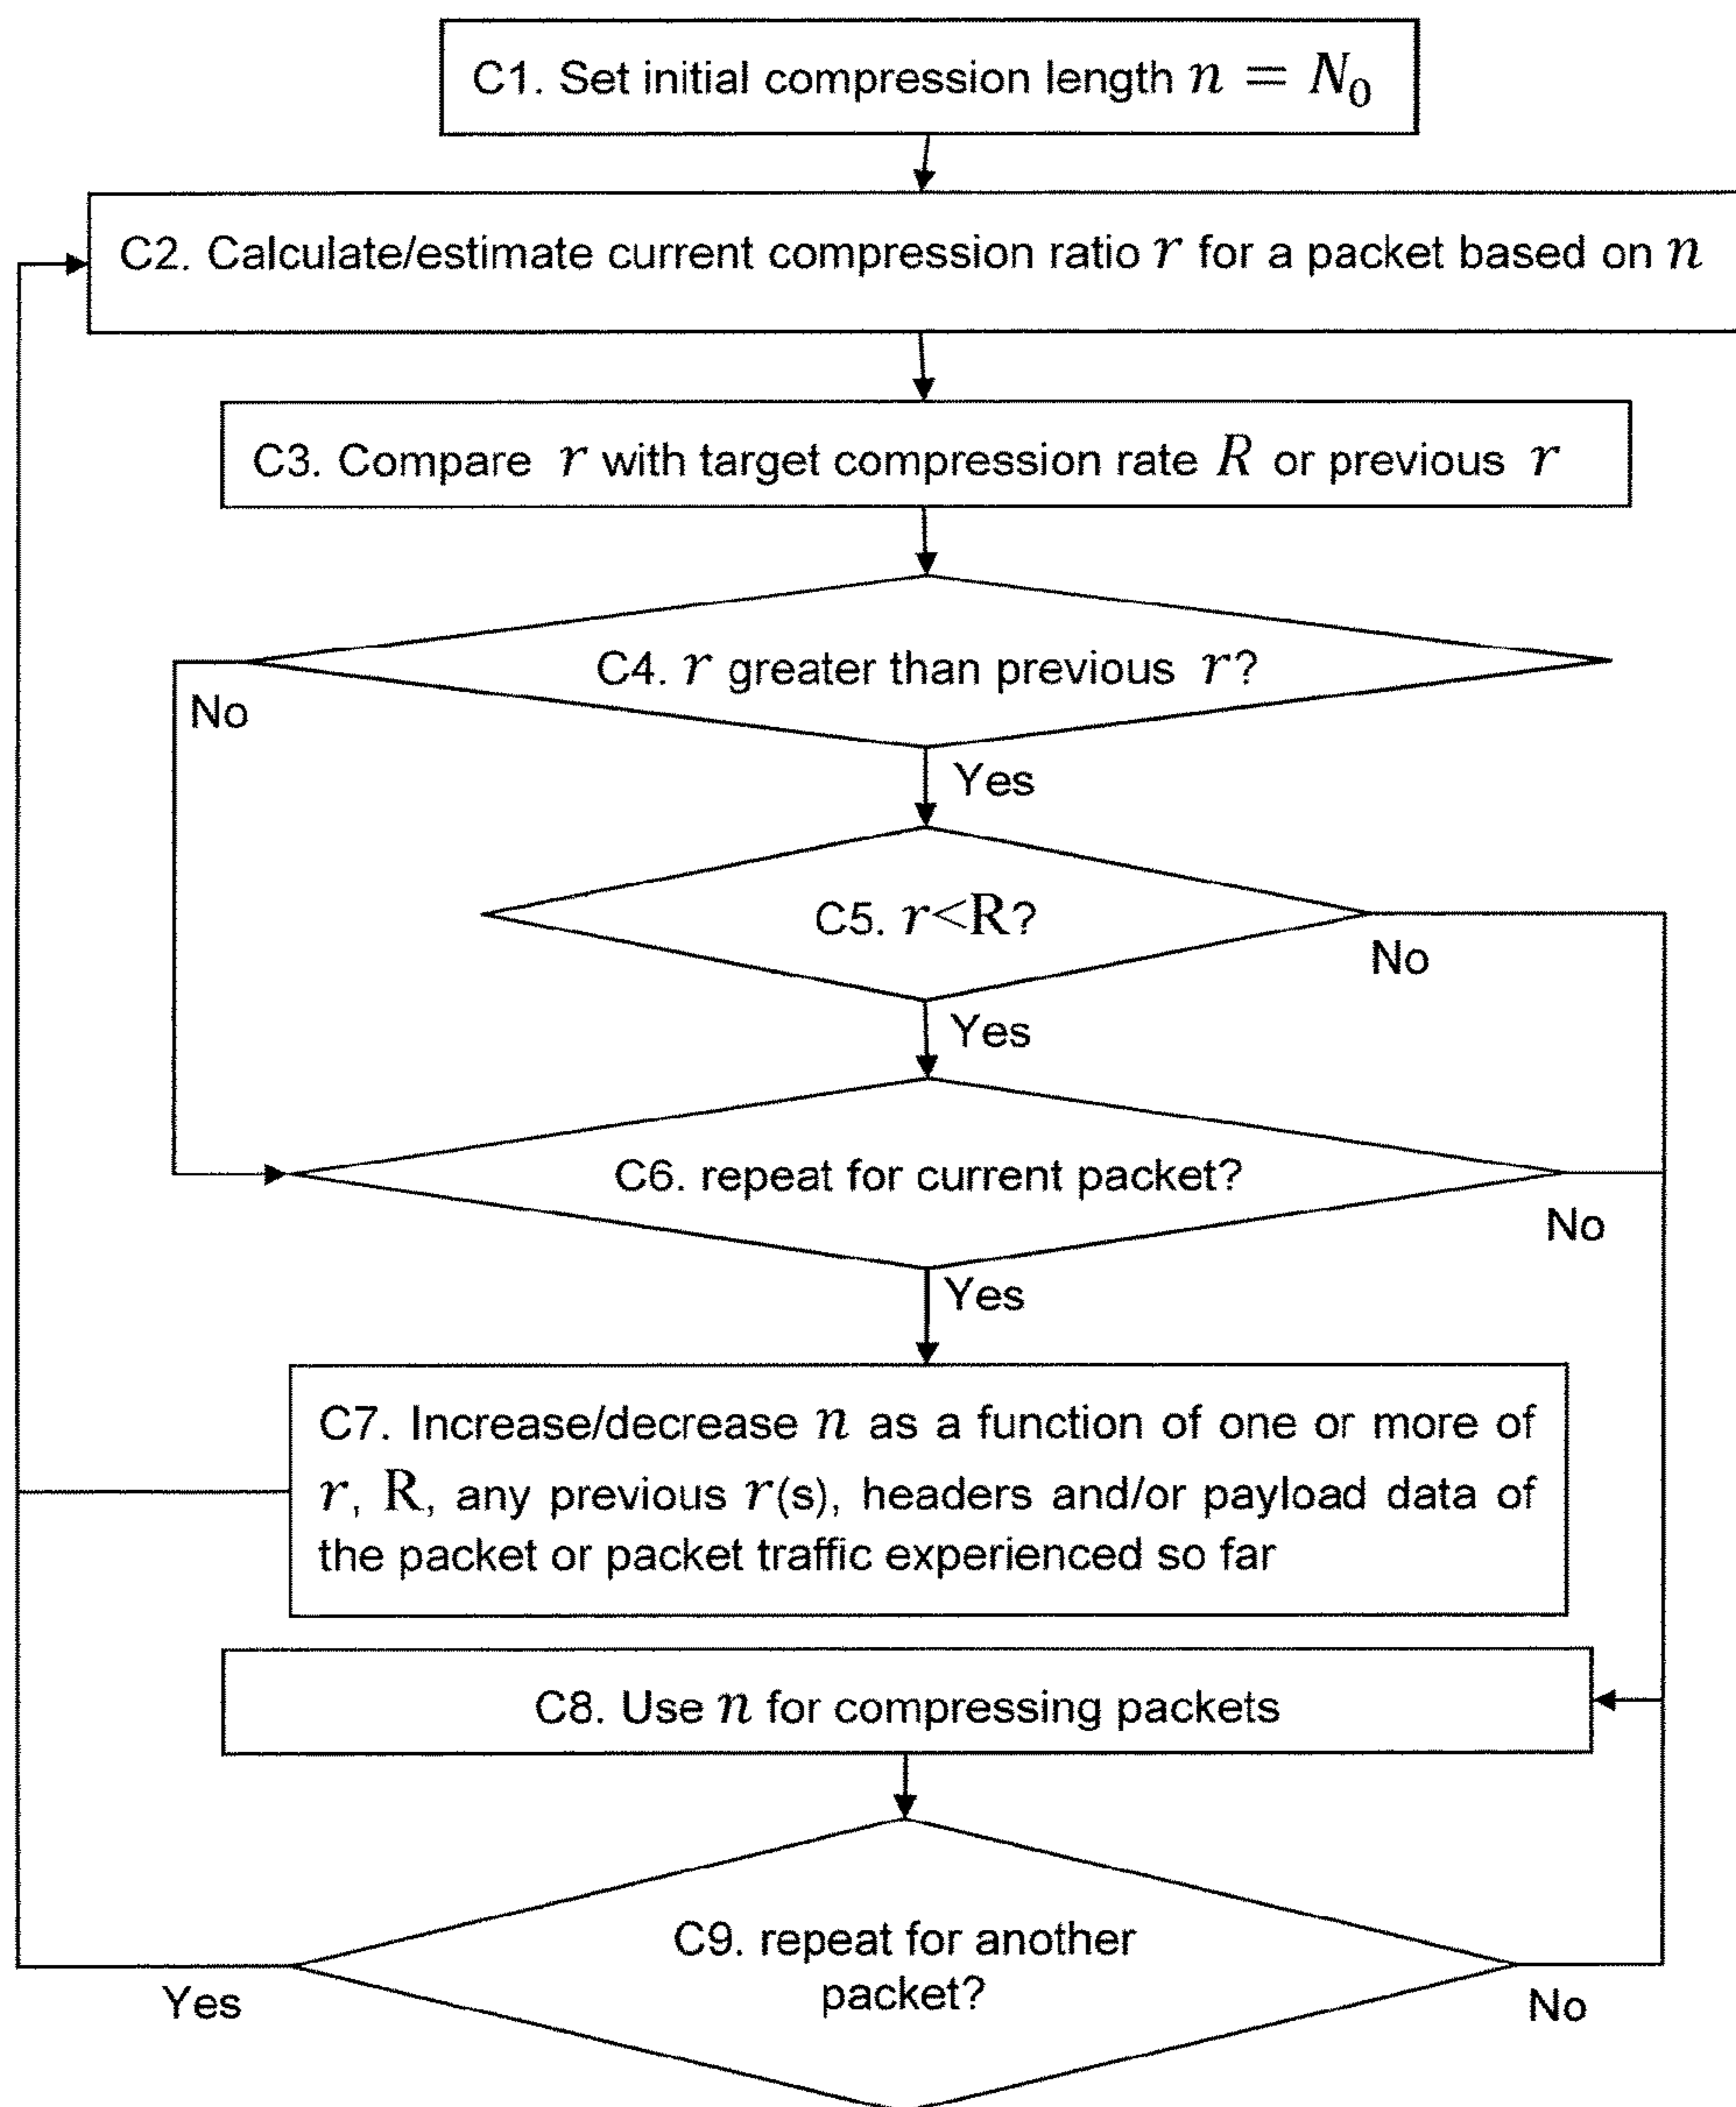 C1. Set initial compression length n = N₀
C2. Calculate/estimate current compression ratio r for a packet based on n
C3. Compare r with target compression rate R or previous r
C4. r greater than previous r?
No
Yes
C5. r<R?
No
Yes
C6. repeat for current packet?
No
Yes
C7. Increase/decrease n as a function of one or more of
r, R, any previous r(s), headers and/or payload data of
the packet or packet traffic experienced so far
C8. Use n for compressing packets
C9. repeat for another
packet?
Yes
No